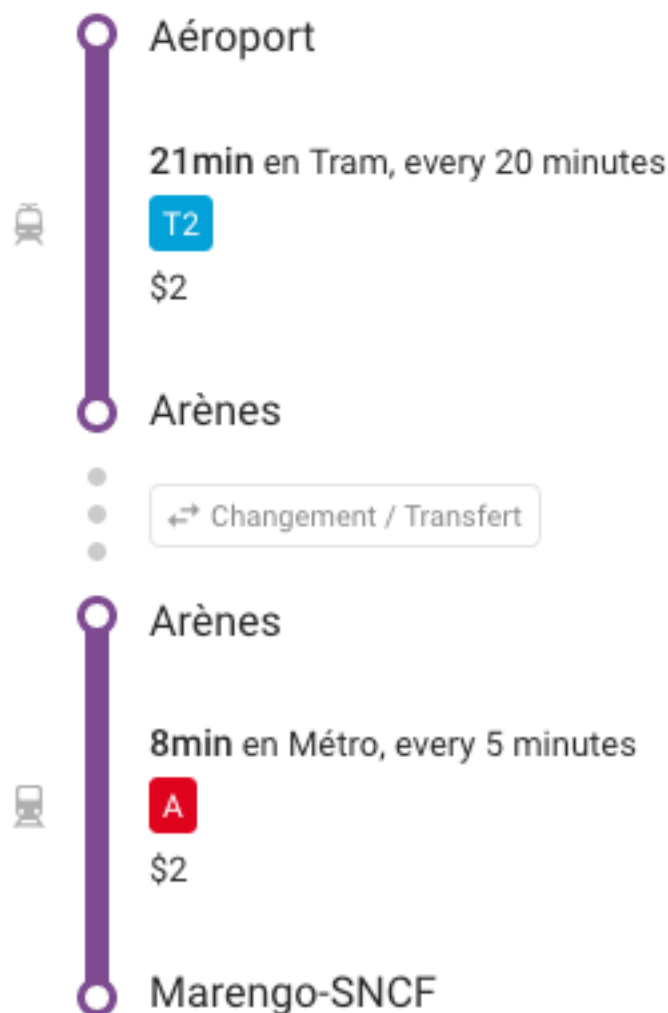 Aéroport
21min en Tram, every 20 minutes
T2
$2
Arènes
Changement / Transfert
Arènes
8min en Métro, every 5 minutes
A
$2
Marengo-SNCF